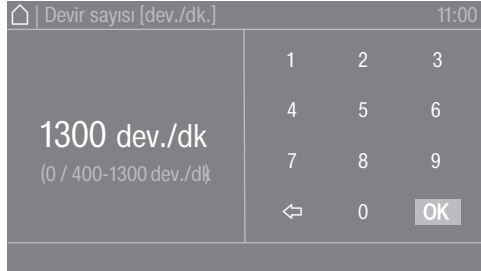 | Devir sayısı [dev./dk.] 11:00
1300 dev./dk
(0 / 400-1300 dev./dk)
1 2 3
4 5 6
7 8 9
0 OK